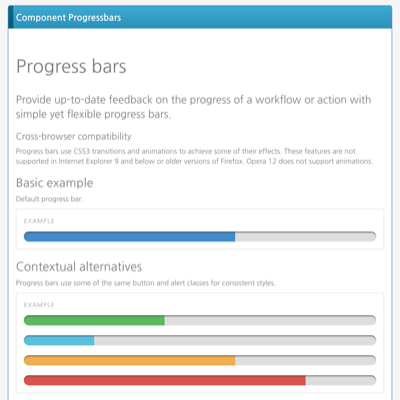 Component Progressbars
Progress bars
Provide up-to-date feedback on the progress of a workflow or action with
simple yet flexible progress bars.
Cross-browser compatibility
Progress bars use CSS3 transitions and animations to achieve some of their effects. These features are not
supported in Internet Explorer 9 and below or older versions of Firefox. Opera 12 does not support animations.
Basic example
Default progress bar.
EXAMPLE
Contextual alternatives
Progress bars use some of the same button and alert classes for consistent styles.
EXAMPLE